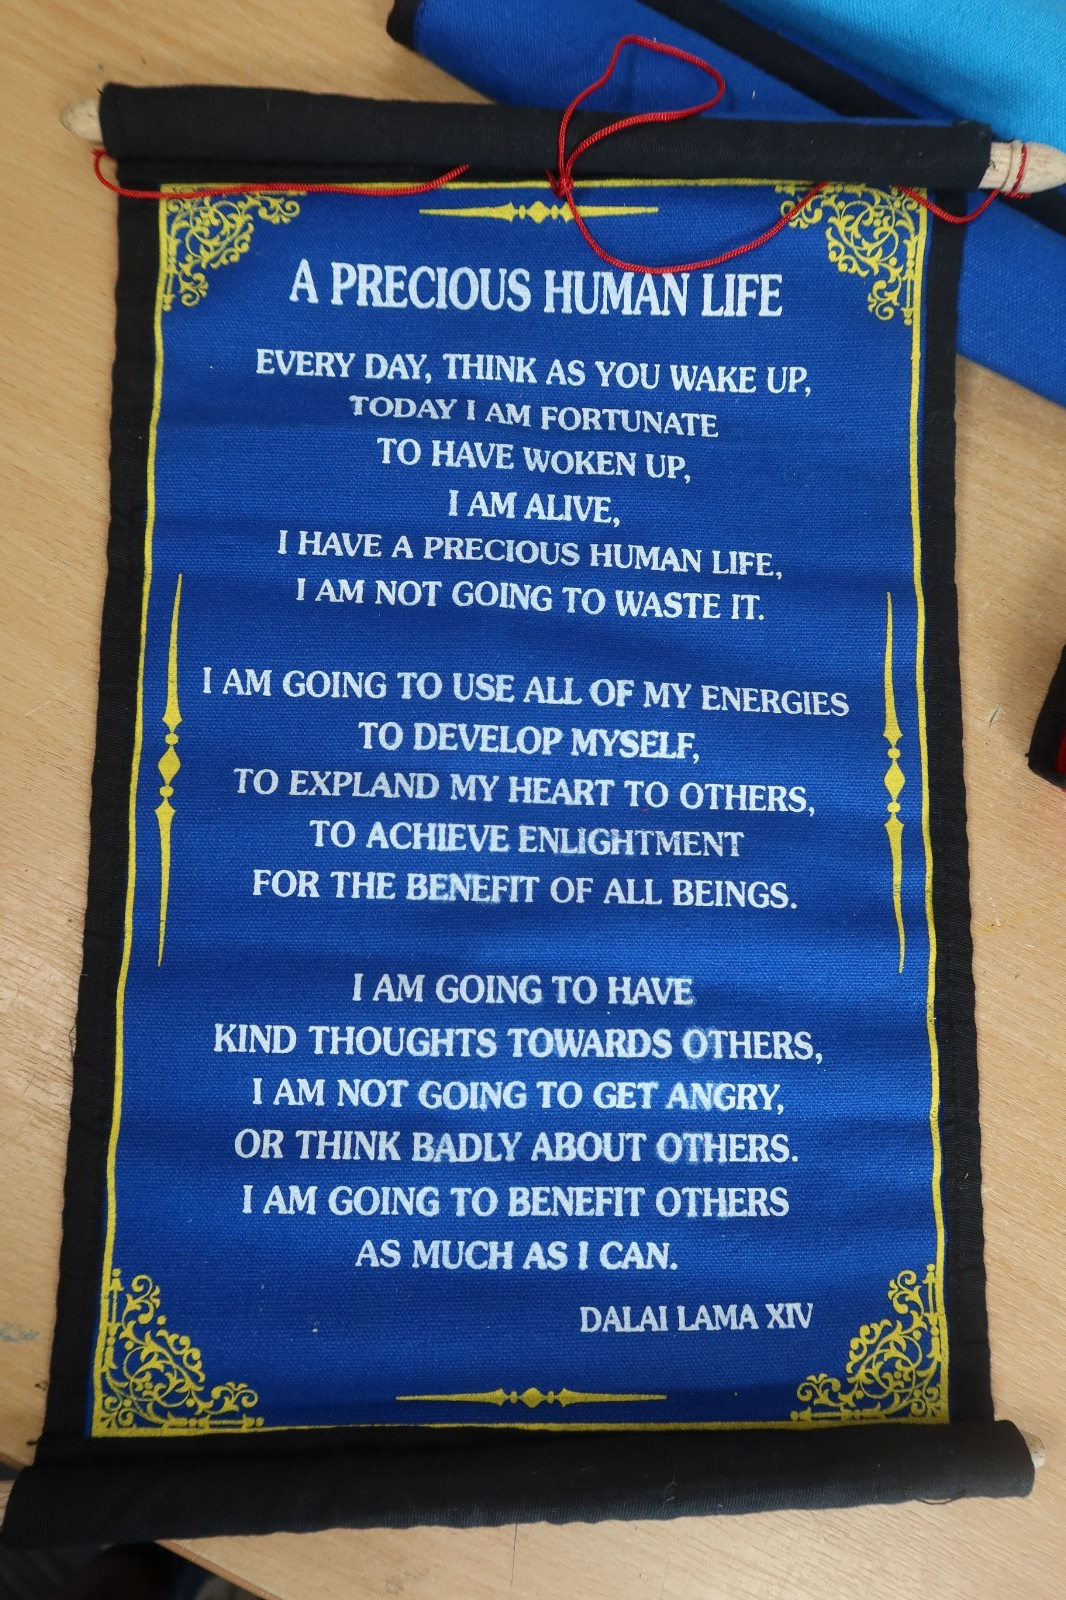 A PRECIOUS HUMAN LIFE
EVERY DAY, THINK AS YOU WAKE UP,
TODAY I AM FORTUNATE
TO HAVE WOKEN UP,
I AM ALIVE,
I HAVE A PRECIOUS HUMAN LIFE,
I AM NOT GOING TO WASTE IT.
I AM GOING TO USE ALL OF MY ENERGIES
TO DEVELOP MYSELF,
TO EXPLAND MY HEART TO OTHERS,
TO ACHIEVE ENLIGHTMENT
FOR THE BENEFIT OF ALL BEINGS.
I AM GOING TO HAVE
KIND THOUGHTS TOWARDS OTHERS,
I AM NOT GOING TO GET ANGRY,
OR THINK BADLY ABOUT OTHERS.
I AM GOING TO BENEFIT OTHERS
AS MUCH AS I CAN.
DALAI LAMA XIV